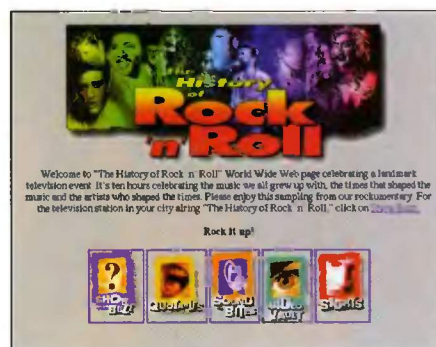 The
History
of
Rock
'n' Roll
Welcome to "The History of Rock 'n' Roll" World Wide Web page celebrating a landmark
television event. It's ten hours celebrating the music we all grew up with, the times that shaped the
music and the artists who shaped the times. Please enjoy this sampling from our rockumentary. For
the television station in your city airing "The History of Rock 'n' Roll," click on
Rock it up!
?
SHOW
SOUND
BITES
VIDEO
VAULT